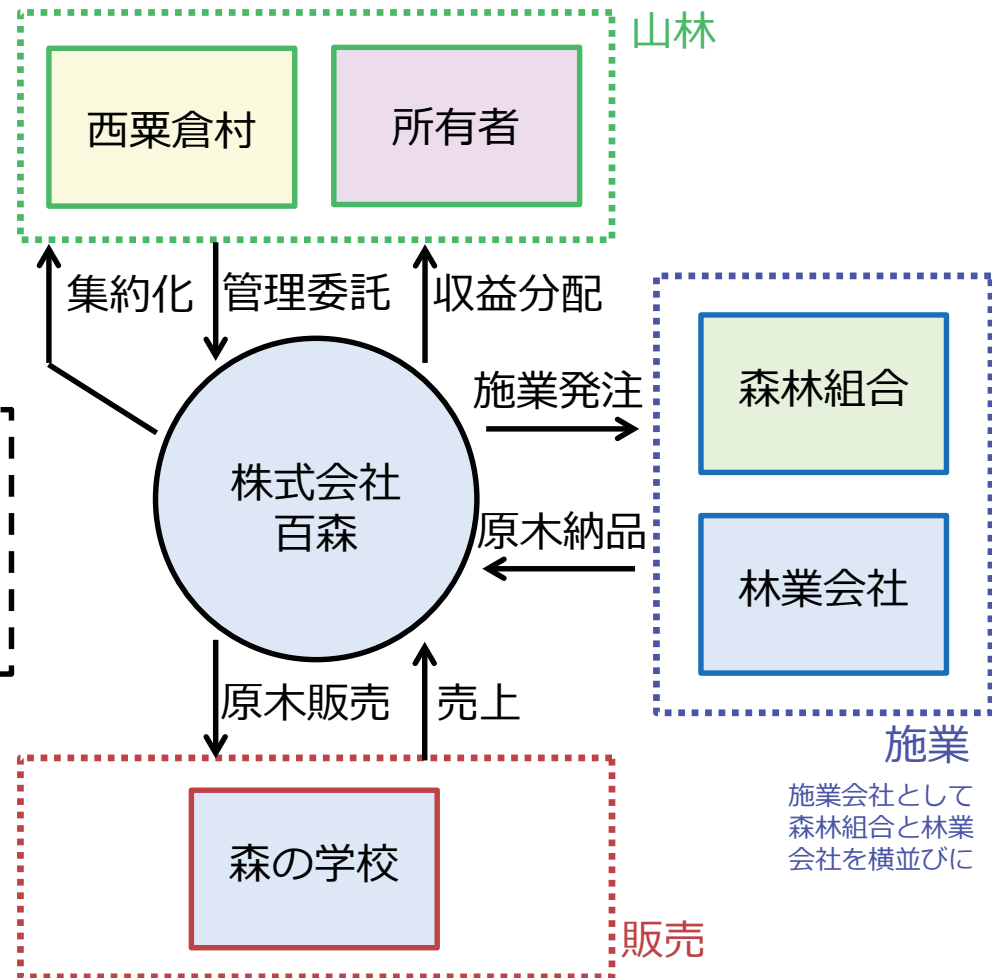 山林
西粟倉村
所有者
集約化
管理委託
収益分配
施業発注
森林組合
株式会社
百森
原木納品
林業会社
原木販売
売上
施業
施業会社として
森林組合と林業
会社を横並びに
森の学校
販売